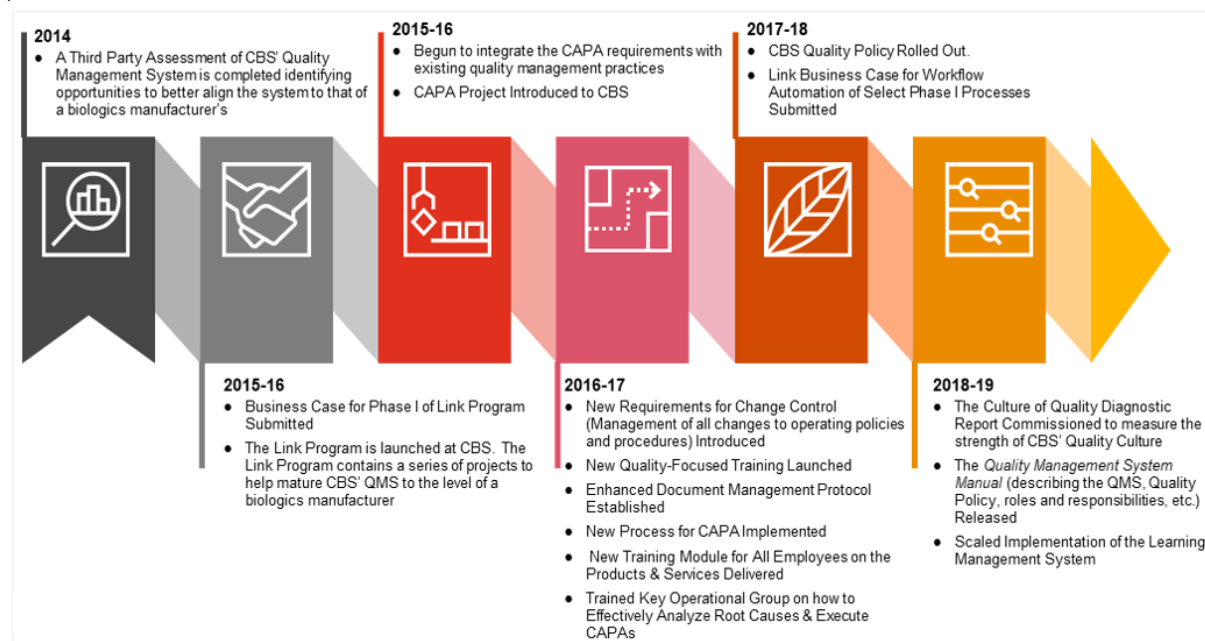 2014
● A Third Party Assessment of CBS' Quality
Management System is completed identifying
opportunities to better align the system to that of
a biologics manufacturer's
2015-16
● Business Case for Phase I of Link Program
Submitted
● The Link Program is launched at CBS. The
Link Program contains a series of projects to
help mature CBS' QMS to the level of a
biologics manufacturer
2015-16
● Begun to integrate the CAPA requirements with
existing quality management practices
● CAPA Project Introduced to CBS
2016-17
● New Requirements for Change Control
(Management of all changes to operating policies
and procedures) Introduced
● New Quality-Focused Training Launched
● Enhanced Document Management Protocol
Established
● New Process for CAPA Implemented
● New Training Module for All Employees on the
Products & Services Delivered
● Trained Key Operational Group on how to
Effectively Analyze Root Causes & Execute
CAPAs
2017-18
● CBS Quality Policy Rolled Out.
● Link Business Case for Workflow
Automation of Select Phase I Processes
Submitted
2018-19
● The Culture of Quality Diagnostic
Report Commissioned to measure the
strength of CBS' Quality Culture
● The Quality Management System
Manual (describing the QMS, Quality
Policy, roles and responsibilities, etc.)
Released
● Scaled Implementation of the Learning
Management System